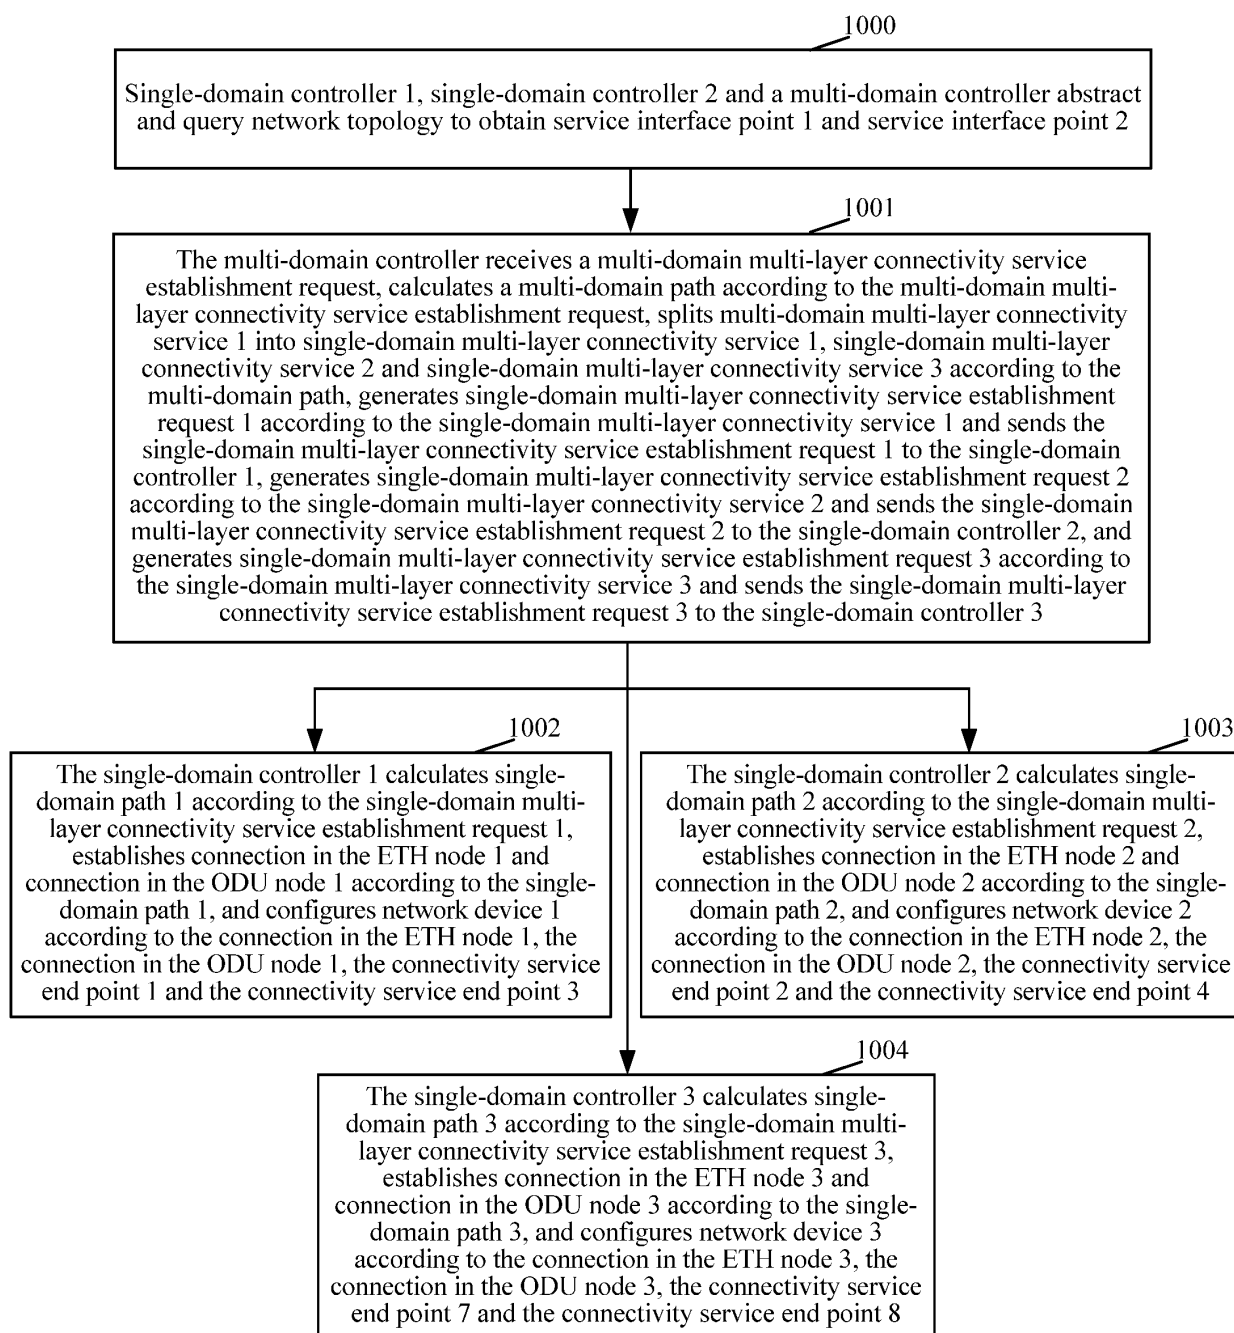 1000
Single-domain controller 1, single-domain controller 2 and a multi-domain controller abstract
and query network topology to obtain service interface point 1 and service interface point 2
1001
The multi-domain controller receives a multi-domain multi-layer connectivity service
establishment request, calculates a multi-domain path according to the multi-domain multi-
layer connectivity service establishment request, splits multi-domain multi-layer connectivity
service 1 into single-domain multi-layer connectivity service 1, single-domain multi-layer
connectivity service 2 and single-domain multi-layer connectivity service 3 according to the
multi-domain path, generates single-domain multi-layer connectivity service establishment
request 1 according to the single-domain multi-layer connectivity service 1 and sends the
single-domain multi-layer connectivity service establishment request 1 to the single-domain
controller 1, generates single-domain multi-layer connectivity service establishment request 2
according to the single-domain multi-layer connectivity service 2 and sends the single-domain
multi-layer connectivity service establishment request 2 to the single-domain controller 2, and
generates single-domain multi-layer connectivity service establishment request 3 according to
the single-domain multi-layer connectivity service 3 and sends the single-domain multi-layer
connectivity service establishment request 3 to the single-domain controller 3
1002
The single-domain controller 1 calculates single-
domain path 1 according to the single-domain multi-
layer connectivity service establishment request 1,
establishes connection in the ETH node 1 and
connection in the ODU node 1 according to the single-
domain path 1, and configures network device 1
according to the connection in the ETH node 1, the
connection in the ODU node 1, the connectivity service
end point 1 and the connectivity service end point 3
1003
The single-domain controller 2 calculates single-
domain path 2 according to the single-domain multi-
layer connectivity service establishment request 2,
establishes connection in the ETH node 2 and
connection in the ODU node 2 according to the single-
domain path 2, and configures network device 2
according to the connection in the ETH node 2, the
connection in the ODU node 2, the connectivity service
end point 2 and the connectivity service end point 4
1004
The single-domain controller 3 calculates single-
domain path 3 according to the single-domain multi-
layer connectivity service establishment request 3,
establishes connection in the ETH node 3 and
connection in the ODU node 3 according to the single-
domain path 3, and configures network device 3
according to the connection in the ETH node 3, the
connection in the ODU node 3, the connectivity service
end point 7 and the connectivity service end point 8